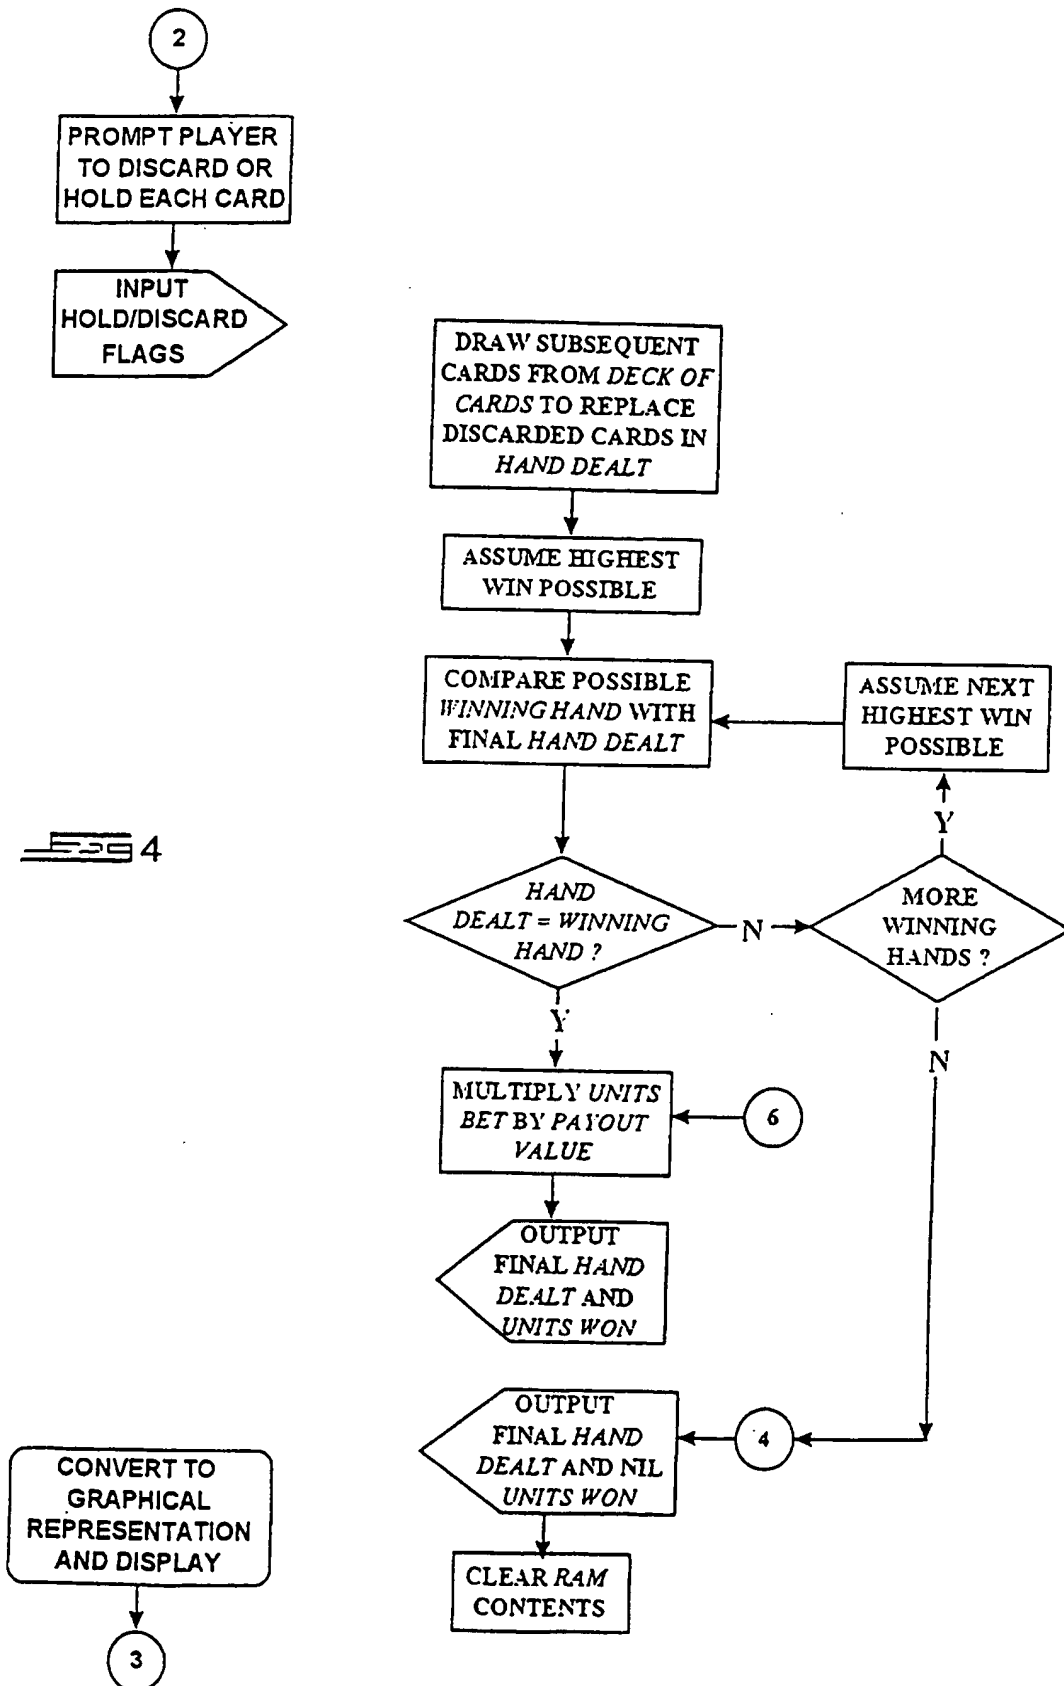 2
PROMPT PLAYER
TO DISCARD OR
HOLD EACH CARD
INPUT
HOLD/DISCARD
FLAGS
DRAW SUBSEQUENT
CARDS FROM DECK OF
CARDS TO REPLACE
DISCARDED CARDS IN
HAND DEALT
ASSUME HIGHEST
WIN POSSIBLE
COMPARE POSSIBLE
WINNING HAND WITH
FINAL HAND DEALT
ASSUME NEXT
HIGHEST WIN
POSSIBLE
Y
4
HAND
DEALT = WINNING
HAND ?
N
MORE
WINNING
HANDS ?
Y
N
MULTIPLY UNITS
BET BY PAYOUT
VALUE
6
OUTPUT
FINAL HAND
DEALT AND
UNITS WON
OUTPUT
FINAL HAND
DEALT AND NIL
UNITS WON
4
CONVERT TO
GRAPHICAL
REPRESENTATION
AND DISPLAY
CLEAR RAM
CONTENTS
3